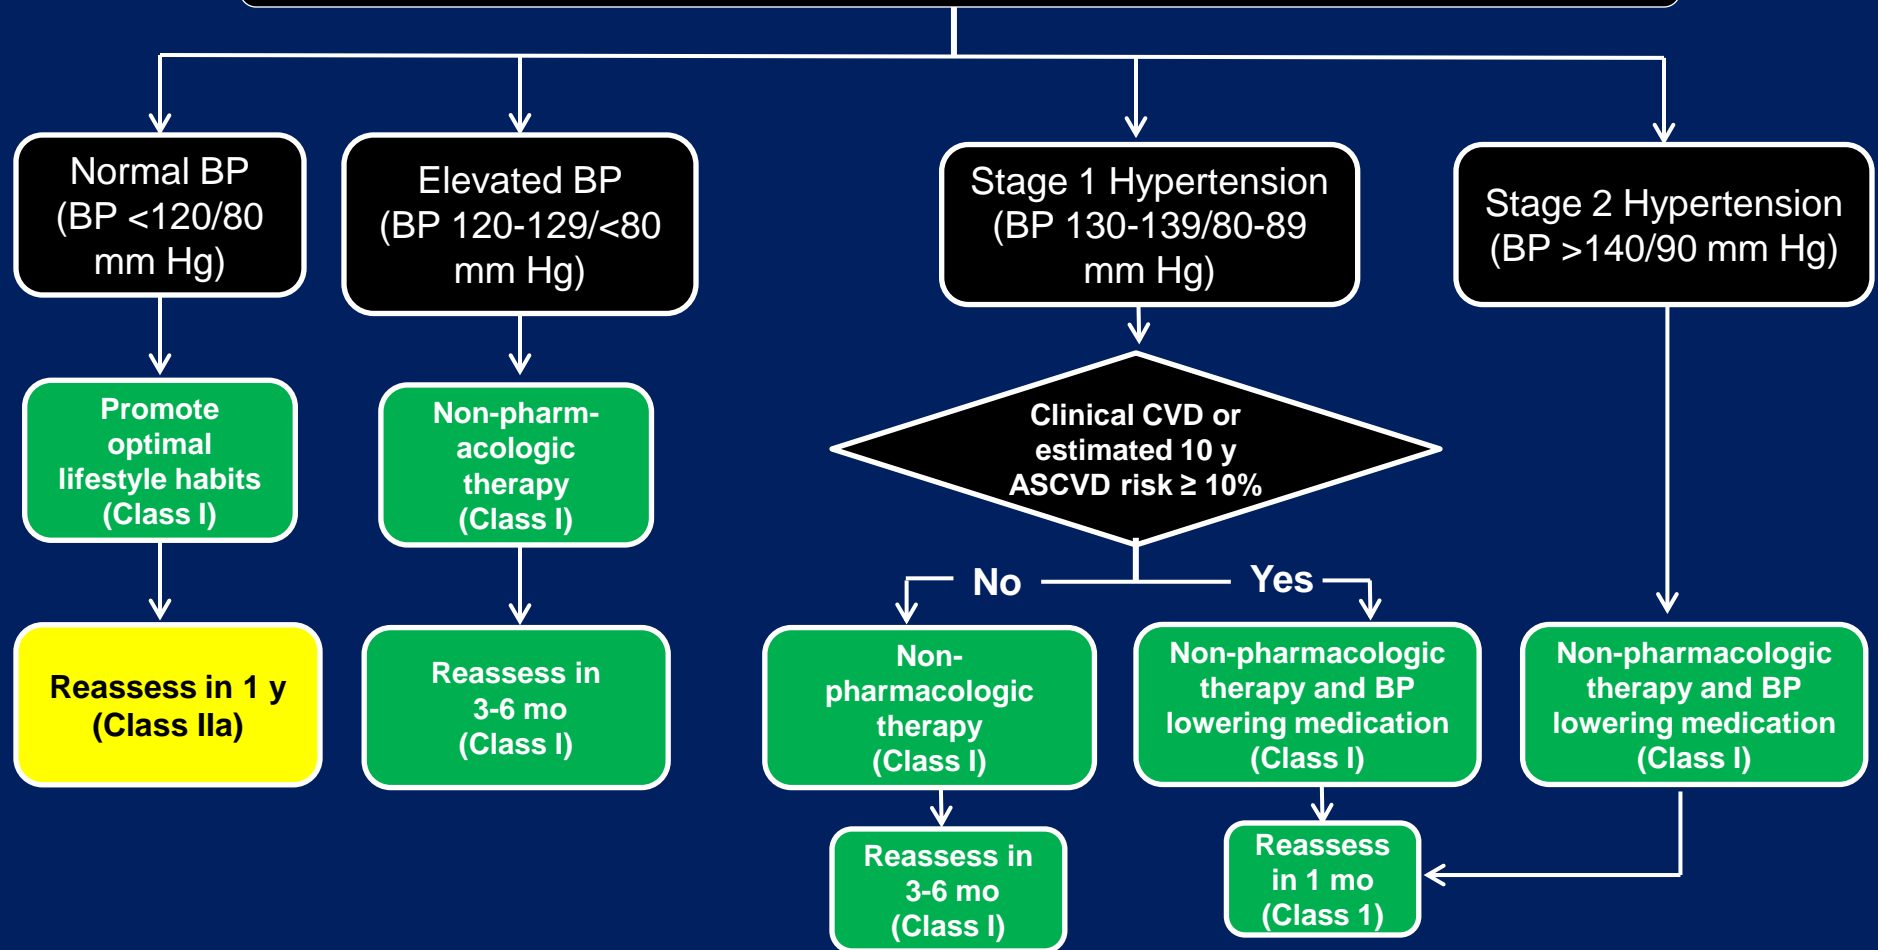 Normal BP
(BP <120/80
mm Hg)
Elevated BP
(BP 120-129/<80
mm Hg)
Stage 1 Hypertension
(BP 130-139/80-89
mm Hg)
Stage 2 Hypertension
(BP >140/90 mm Hg)
Promote
optimal
lifestyle habits
(Class I)
Non-pharm-
acologic
therapy
(Class I)
Clinical CVD or
estimated 10 y
ASCVD risk ≥ 10%
No
Yes
Reassess in 1 y
(Class IIa)
Reassess in
3-6 mo
(Class I)
Non-
pharmacologic
therapy
(Class I)
Non-pharmacologic
therapy and BP
lowering medication
(Class I)
Non-pharmacologic
therapy and BP
lowering medication
(Class I)
Reassess in
3-6 mo
(Class I)
Reassess
in 1 mo
(Class 1)